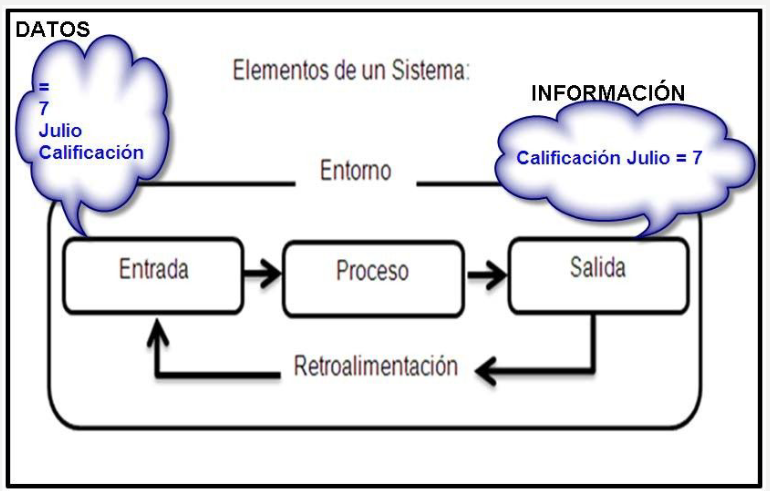 DATOS
=
7
Julio
Calificación
Elementos de un Sistema:
INFORMACIÓN
Calificación Julio = 7
Entorno
Entrada
Proceso
Salida
Retroalimentación